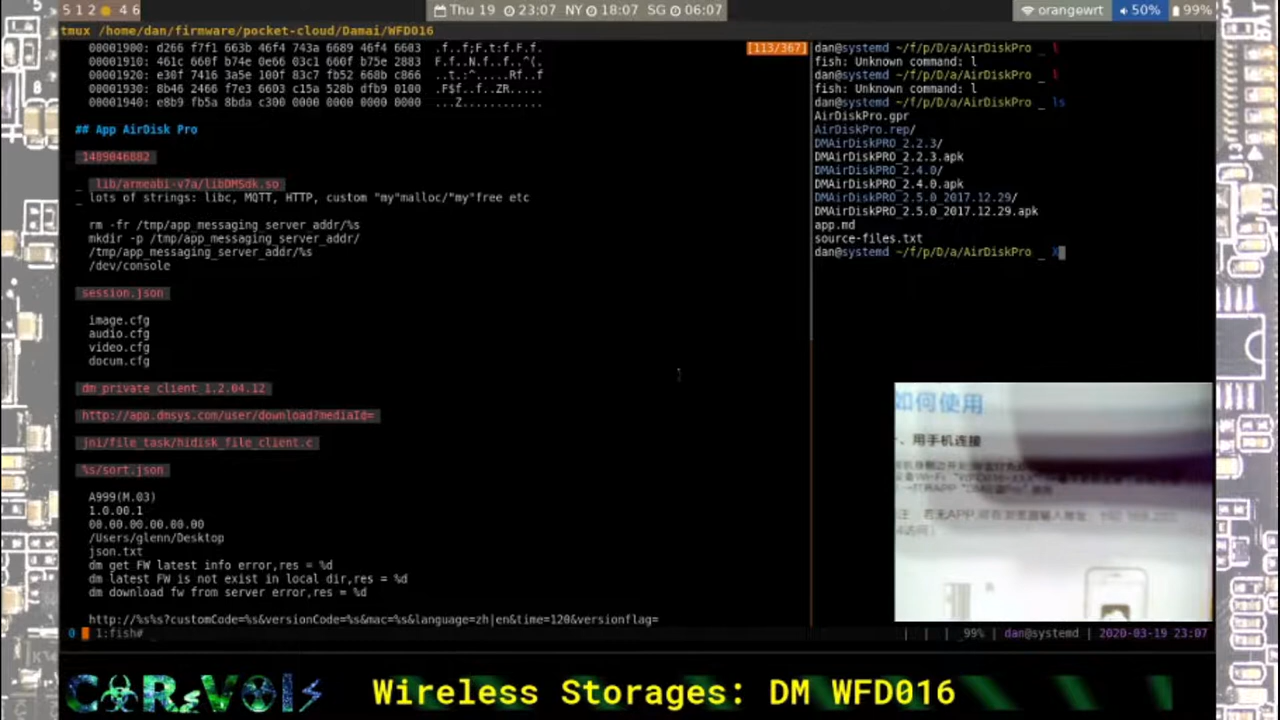 5 1 2 4 6
Thu 19 23:07 NY 18:07 SG 06:07
orangewrt 50% 99%
tmux /home/dan/firmware/pocket-cloud/Damai/WFD016
00001900: d266 f7f1 663b 46f4 743a 6689 46f4 6603 .f..f;F.t:f.F.f.
00001910: 461c 660f b74e 0e66 03c1 660f b75e 2883 F.f..N.f..f..^(.
00001920: e30f 7416 3a5e 100f 83c7 fb52 668b c866 ..t.:^.....Rf..f
00001930: 8b46 2466 f7e3 6603 c15a 528b dfb9 0100 .F$f..f..ZR.....
00001940: e8b9 fb5a 8bda c300 0000 0000 0000 0000 ...Z............
[113/367]
## App AirDisk Pro
1489046882
_ lib/armeabi-v7a/libDMSdk.so
_ lots of strings: libc, MQTT, HTTP, custom "my"malloc/"my"free etc
rm -fr /tmp/app_messaging_server_addr/%s
mkdir -p /tmp/app_messaging_server_addr/
/tmp/app_messaging_server_addr/%s
/dev/console
session.json
image.cfg
audio.cfg
video.cfg
docum.cfg
dm_private_client_1.2.04.12
http://app.dmsys.com/user/download?mediaId=
jni/file_task/hidisk_file_client.c
%s/sort.json
A999(M.03)
1.0.00.1
00.00.00.00.00.00
/Users/glenn/Desktop
json.txt
dm get FW latest info error,res = %d
dm latest FW is not exist in local dir,res = %d
dm download fw from server error,res = %d
http://%s%s?customCode=%s&versionCode=%s&mac=%s&language=zh|en&time=120&versionflag=
dan@systemd ~/f/p/D/a/AirDiskPro _ l
fish: Unknown command: l
dan@systemd ~/f/p/D/a/AirDiskPro _ l
fish: Unknown command: l
dan@systemd ~/f/p/D/a/AirDiskPro _ ls
AirDiskPro.gpr
AirDiskPro.rep/
DMAirDiskPRO_2.2.3/
DMAirDiskPRO_2.2.3.apk
DMAirDiskPRO_2.4.0/
DMAirDiskPRO_2.4.0.apk
DMAirDiskPRO_2.5.0_2017.12.29/
DMAirDiskPRO_2.5.0_2017.12.29.apk
app.md
source-files.txt
dan@systemd ~/f/p/D/a/AirDiskPro _ X
如何使用
、用手机连接
0 1:fish#
| | | _99% | dan@systemd | 2020-03-19 23:07
Wireless Storages: DM WFD016